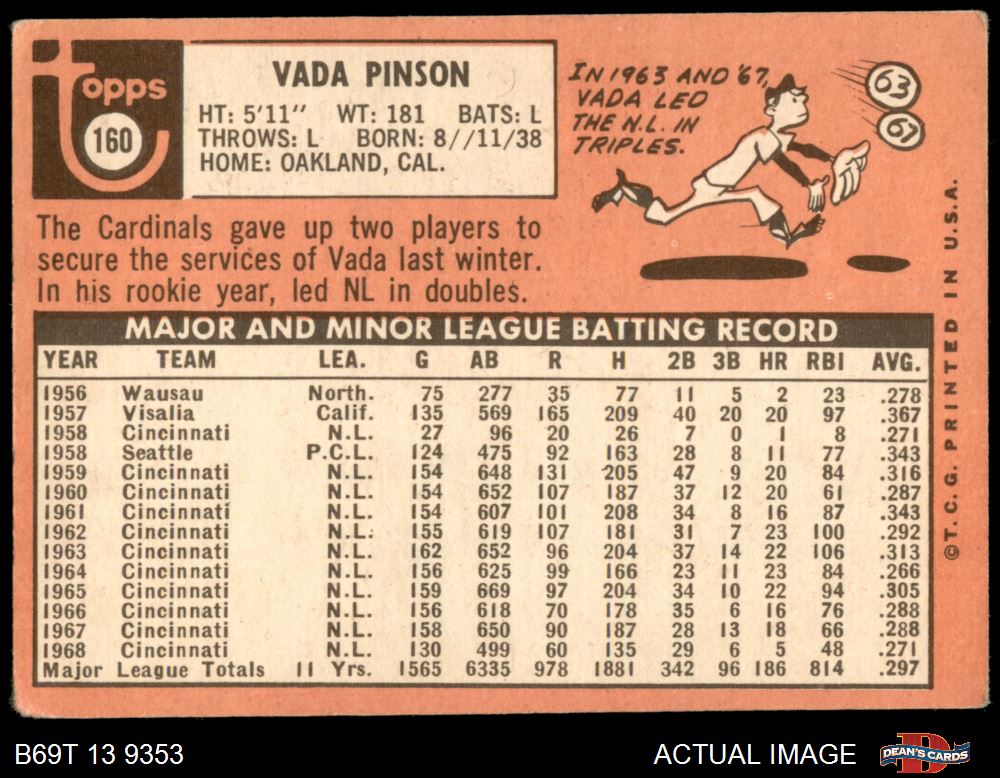 topps
160
VADA PINSON
HT: 5'11" WT: 181 BATS: L
THROWS: L BORN: 8//11/38
HOME: OAKLAND, CAL.
IN 1963 AND '67,
VADA LED
THE N.L. IN
TRIPLES.
63
67
The Cardinals gave up two players to
secure the services of Vada last winter.
In his rookie year, led NL in doubles.
MAJOR AND MINOR LEAGUE BATTING RECORD
YEAR TEAM LEA. G AB R H 2B 3B HR RBI AVG.
1956 Wausau North. 75 277 35 77 11 5 2 23 .278
1957 Visalia Calif. 135 569 165 209 40 20 20 97 .367
1958 Cincinnati N.L. 27 96 20 26 7 0 1 8 .271
1958 Seattle P.C.L. 124 475 92 163 28 8 11 77 .343
1959 Cincinnati N.L. 154 648 131 205 47 9 20 84 .316
1960 Cincinnati N.L. 154 652 107 187 37 12 20 61 .287
1961 Cincinnati N.L. 154 607 101 208 34 8 16 87 .343
1962 Cincinnati N.L. 155 619 107 181 31 7 23 100 .292
1963 Cincinnati N.L. 162 652 96 204 37 14 22 106 .313
1964 Cincinnati N.L. 156 625 99 166 23 11 23 84 .266
1965 Cincinnati N.L. 159 669 97 204 34 10 22 94 .305
1966 Cincinnati N.L. 156 618 70 178 35 6 16 76 .288
1967 Cincinnati N.L. 158 650 90 187 28 13 18 66 .288
1968 Cincinnati N.L. 130 499 60 135 29 6 5 48 .271
Major League Totals 11 Yrs. 1565 6335 978 1881 342 96 186 814 .297
©T.C.G. PRINTED IN U.S.A.
B69T 13 9353
ACTUAL IMAGE
DEAN'S CARDS